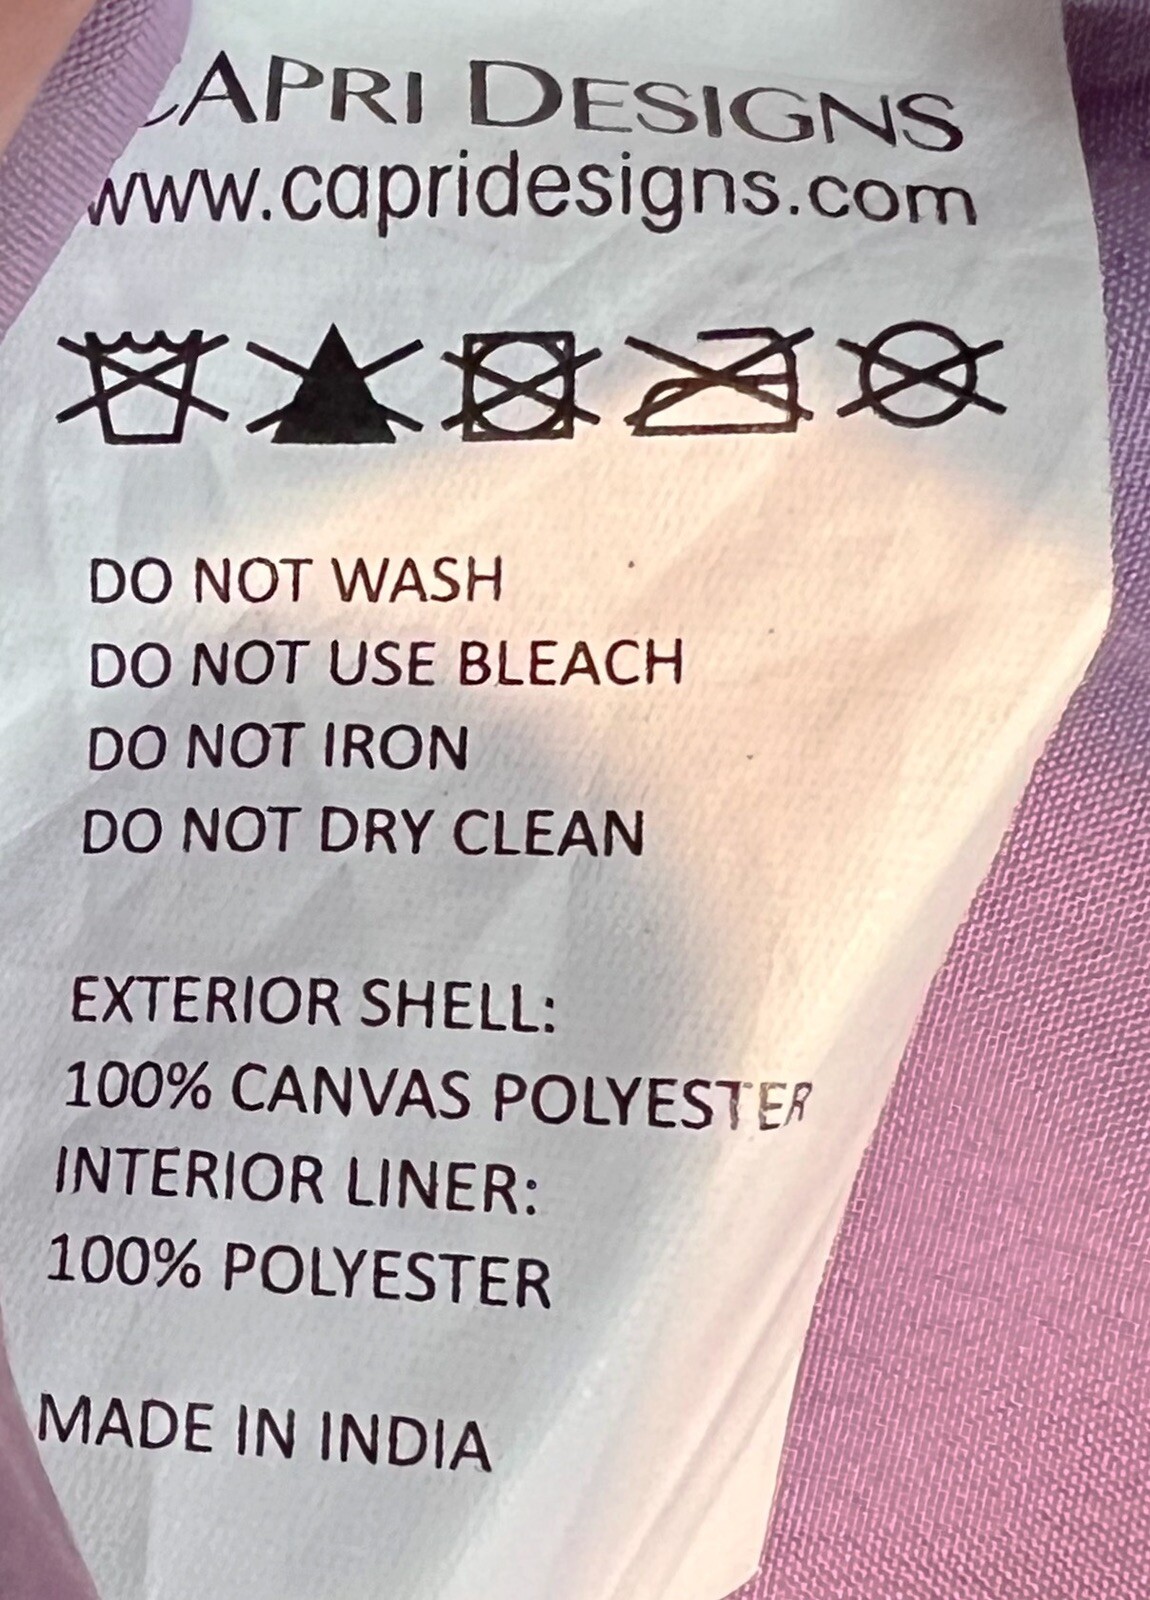 CAPRI DESIGNS
www.capridesigns.com
DO NOT WASH
DO NOT USE BLEACH
DO NOT IRON
DO NOT DRY CLEAN
EXTERIOR SHELL:
100% CANVAS POLYESTER
INTERIOR LINER:
100% POLYESTER
MADE IN INDIA